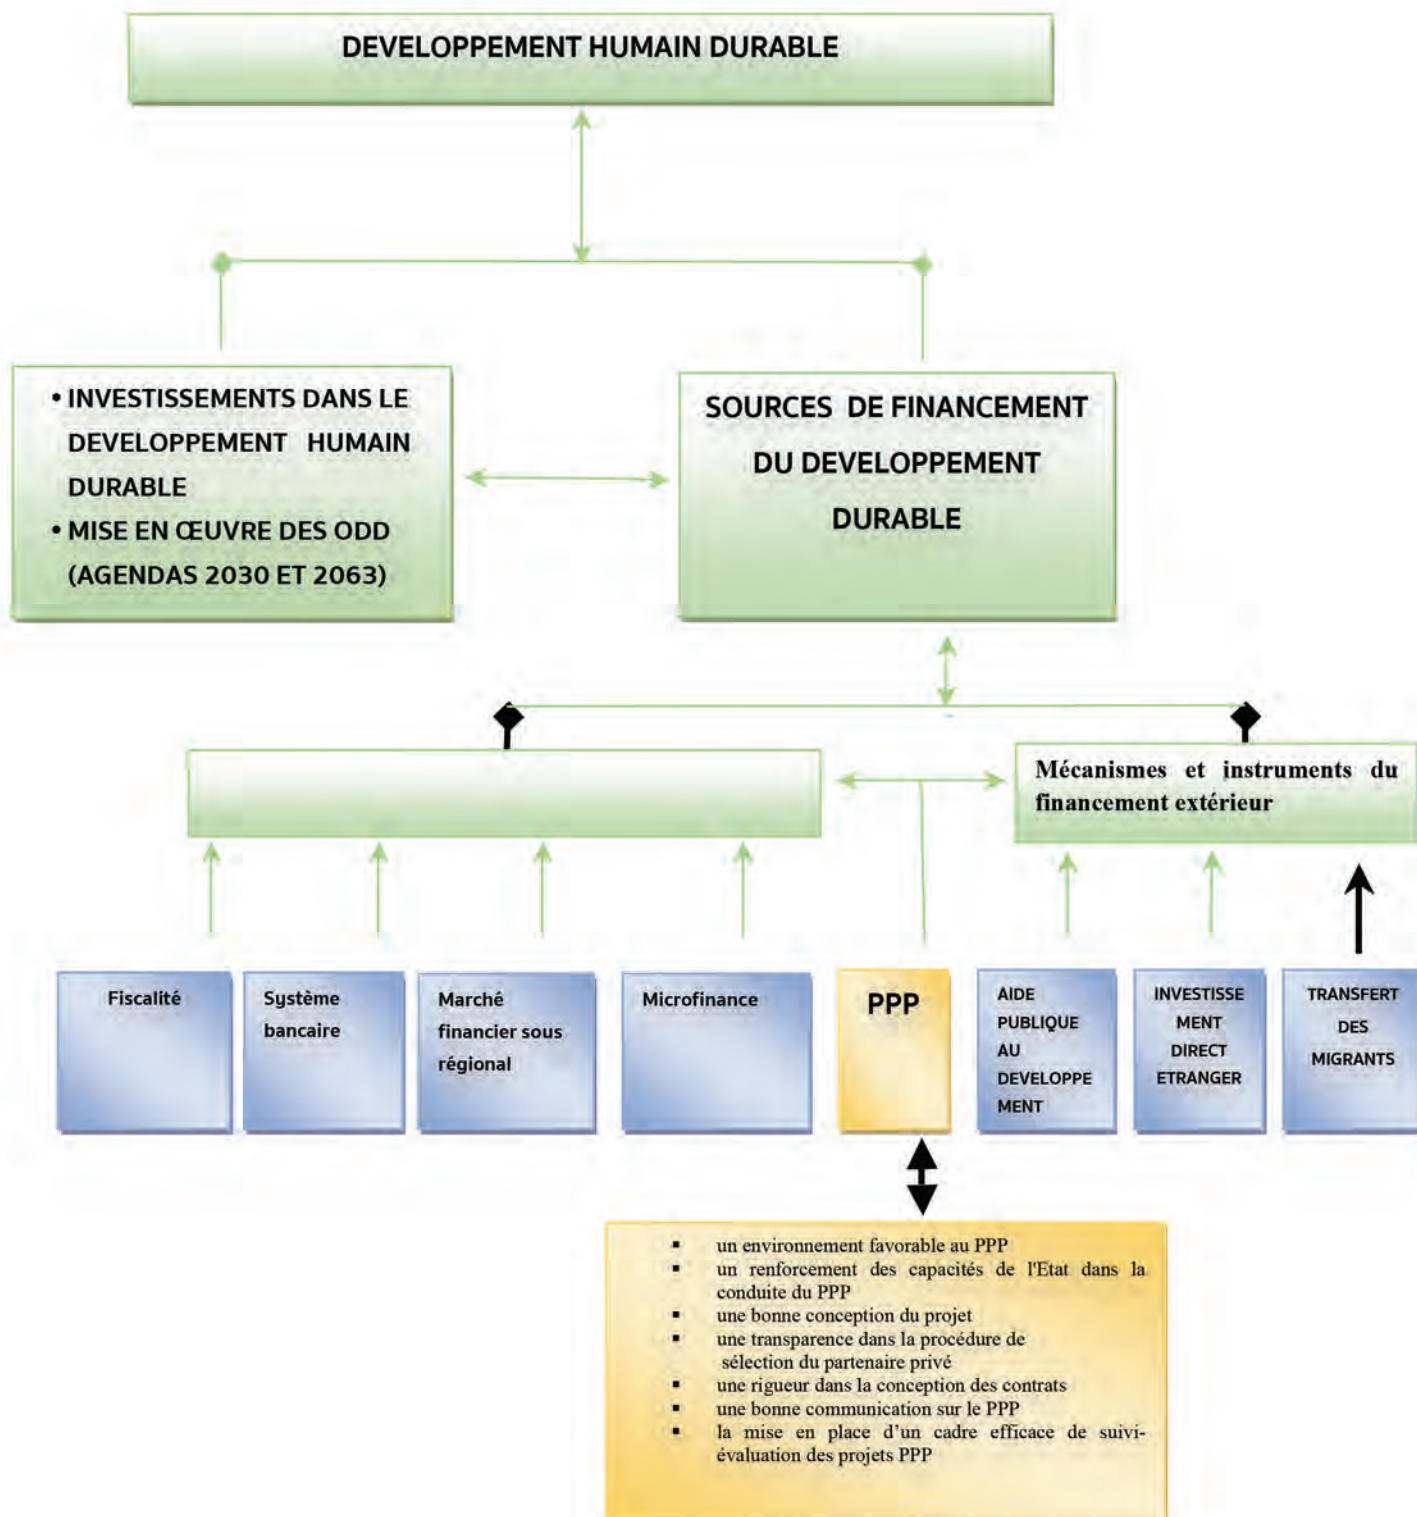 DEVELOPPEMENT HUMAIN DURABLE
• INVESTISSEMENTS DANS LE
DEVELOPPEMENT HUMAIN
DURABLE
• MISE EN ŒUVRE DES ODD
(AGENDAS 2030 ET 2063)
SOURCES DE FINANCEMENT
DU DEVELOPPEMENT
DURABLE
Mécanismes et instruments du
financement extérieur
Fiscalité
Système
bancaire
Marché
financier sous
régional
Microfinance
PPP
AIDE
PUBLIQUE
AU
DEVELOPPE
MENT
INVESTISSE
MENT
DIRECT
ETRANGER
TRANSFERT
DES
MIGRANTS
▪ un environnement favorable au PPP
▪ un renforcement des capacités de l'Etat dans la
conduite du PPP
▪ une bonne conception du projet
▪ une transparence dans la procédure de
sélection du partenaire privé
▪ une rigueur dans la conception des contrats
▪ une bonne communication sur le PPP
▪ la mise en place d’un cadre efficace de suivi-
évaluation des projets PPP